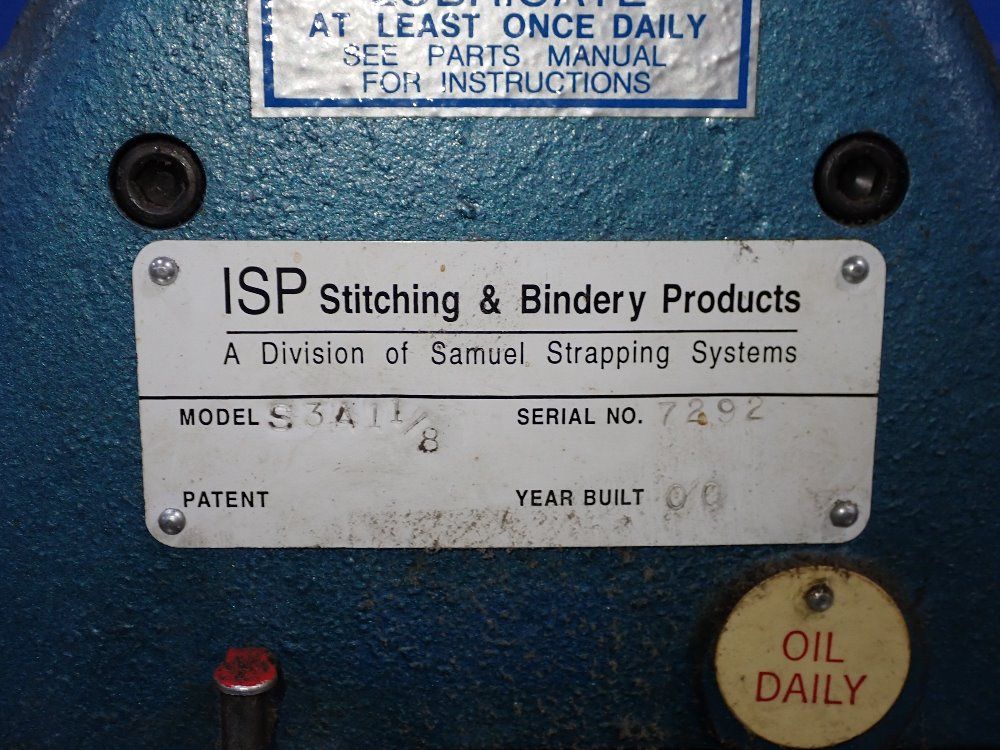 LUBRICATE
AT LEAST ONCE DAILY
SEE PARTS MANUAL
FOR INSTRUCTIONS
ISP Stitching & Bindery Products
A Division of Samuel Strapping Systems
MODEL S3A11/8 SERIAL NO. 7292
PATENT YEAR BUILT 00
OIL
DAILY